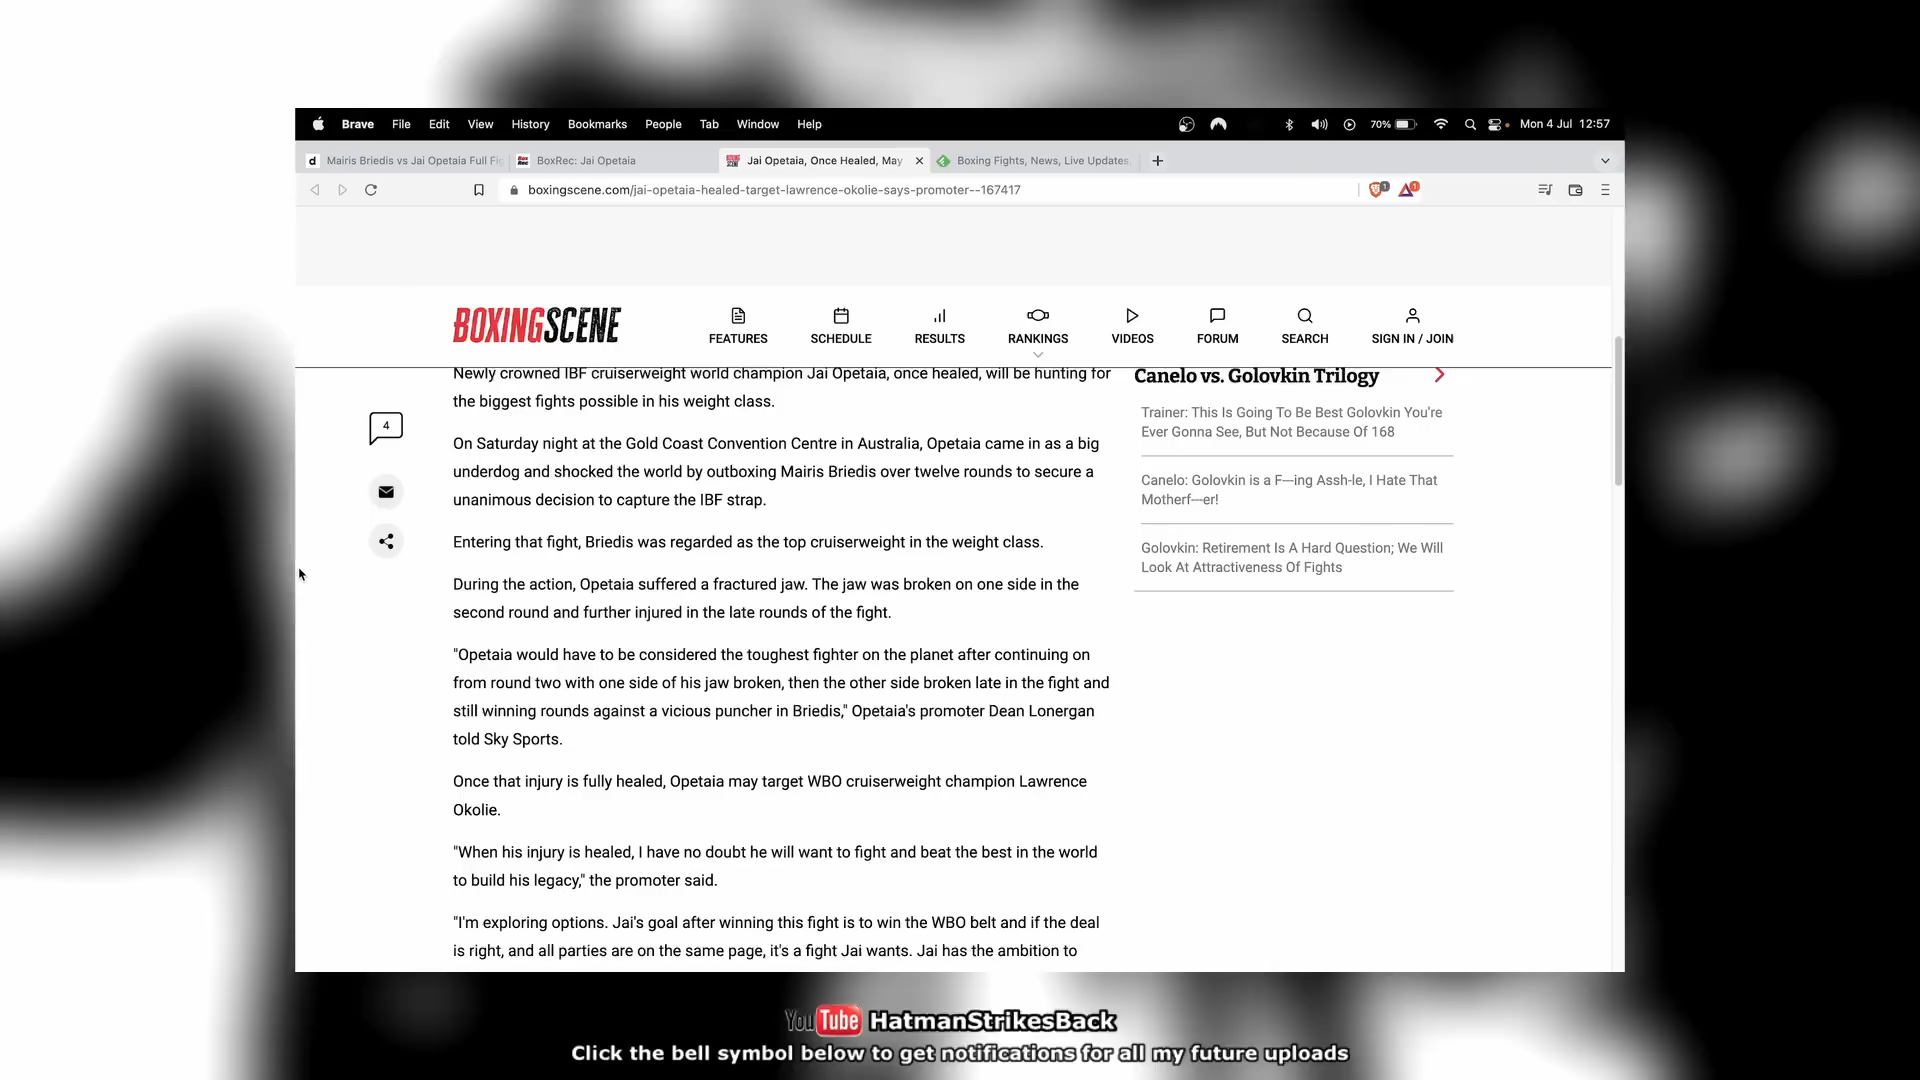 Brave File Edit View History Bookmarks People Tab Window Help 70% Mon 4 Jul 12:57
d Mairis Briedis vs Jai Opetaia Full Fig BoxRec: Jai Opetaia Jai Opetaia, Once Healed, May Boxing Fights, News, Live Updates,
boxingscene.com/jai-opetaia-healed-target-lawrence-okolie-says-promoter--167417 1 1
BOXINGSCENE
FEATURES SCHEDULE RESULTS RANKINGS VIDEOS FORUM SEARCH SIGN IN / JOIN
Newly crowned IBF cruiserweight world champion Jai Opetaia, once healed, will be hunting for
the biggest fights possible in his weight class.
4
On Saturday night at the Gold Coast Convention Centre in Australia, Opetaia came in as a big
underdog and shocked the world by outboxing Mairis Briedis over twelve rounds to secure a
unanimous decision to capture the IBF strap.
Entering that fight, Briedis was regarded as the top cruiserweight in the weight class.
During the action, Opetaia suffered a fractured jaw. The jaw was broken on one side in the
second round and further injured in the late rounds of the fight.
"Opetaia would have to be considered the toughest fighter on the planet after continuing on
from round two with one side of his jaw broken, then the other side broken late in the fight and
still winning rounds against a vicious puncher in Briedis," Opetaia's promoter Dean Lonergan
told Sky Sports.
Once that injury is fully healed, Opetaia may target WBO cruiserweight champion Lawrence
Okolie.
"When his injury is healed, I have no doubt he will want to fight and beat the best in the world
to build his legacy," the promoter said.
"I'm exploring options. Jai's goal after winning this fight is to win the WBO belt and if the deal
is right, and all parties are on the same page, it's a fight Jai wants. Jai has the ambition to
Canelo vs. Golovkin Trilogy
Trainer: This Is Going To Be Best Golovkin You're
Ever Gonna See, But Not Because Of 168
Canelo: Golovkin is a F---ing Assh-le, I Hate That
Motherf---er!
Golovkin: Retirement Is A Hard Question; We Will
Look At Attractiveness Of Fights
YouTube HatmanStrikesBack
Click the bell symbol below to get notifications for all my future uploads